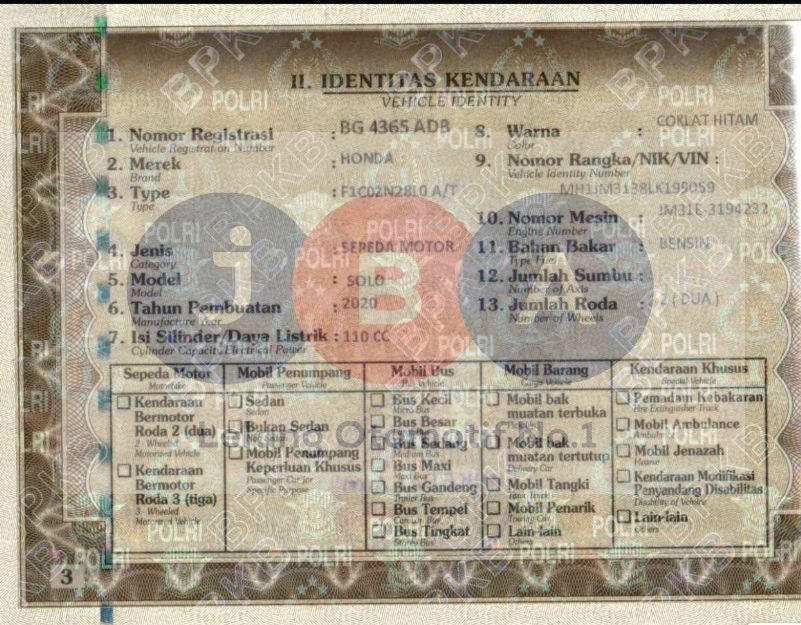 II. IDENTITAS KENDARAAN
VEHICLE IDENTITY
1. Nomor Registrasi : BG 4365 ADB
Vehicle Registration Number
2. Merek : HONDA
Brand
3. Type : F1C02N28L0 A/T
Type
4. Jenis : SEPEDA MOTOR
Category
5. Model : SOLO
Model
6. Tahun Pembuatan : 2020
Manufacture Year
7. Isi Silinder/Daya Listrik : 110 CC
Cylinder Capacity/Electrical Power
8. Warna : COKLAT HITAM
Color
9. Nomor Rangka/NIK/VIN :
Vehicle Identity Number
MH1JM3138LK199059
10. Nomor Mesin : JM31E-3194232
Engine Number
11. Bahan Bakar : BENSIN
Type Fuel
12. Jumlah Sumbu :
Number of Axis
13. Jumlah Roda : 2 ( DUA )
Number of Wheels
Sepeda Motor
Motorbike
Kendaraan
Bermotor
Roda 2 (dua)
2 - Wheeled
Motorized Vehicle
Kendaraan
Bermotor
Roda 3 (tiga)
3 - Wheeled
Motorized Vehicle
Mobil Penumpang
Passenger Vehicle
Sedan
Sedan
Bukan Sedan
Mobil Penumpang
Keperluan Khusus
Passenger Car for
Specific Purpose
Mobil Bus
Bus Vehicle
Bus Kecil
Micro Bus
Bus Besar
Bus Sedang
Medium Bus
Bus Maxi
Maxi Bus
Bus Gandeng
Bus Tempel
Bus Tingkat
Mobil Barang
Cargo Vehicle
Mobil bak
muatan terbuka
Mobil bak
muatan tertutup
Delivery Car
Mobil Tangki
Mobil Penarik
Towing Car
Lain-lain
Others
Kendaraan Khusus
Special Vehicle
Pemadam Kebakaran
Fire Extinguisher Truck
Mobil Ambulance
Ambulance
Mobil Jenazah
Hearse
Kendaraan Modifikasi
Penyandang Disabilitas
Disability of Vehicle
Lain-lain
Others
3
iBA
Lelang Otomotif No.1
BPKB
POLRI